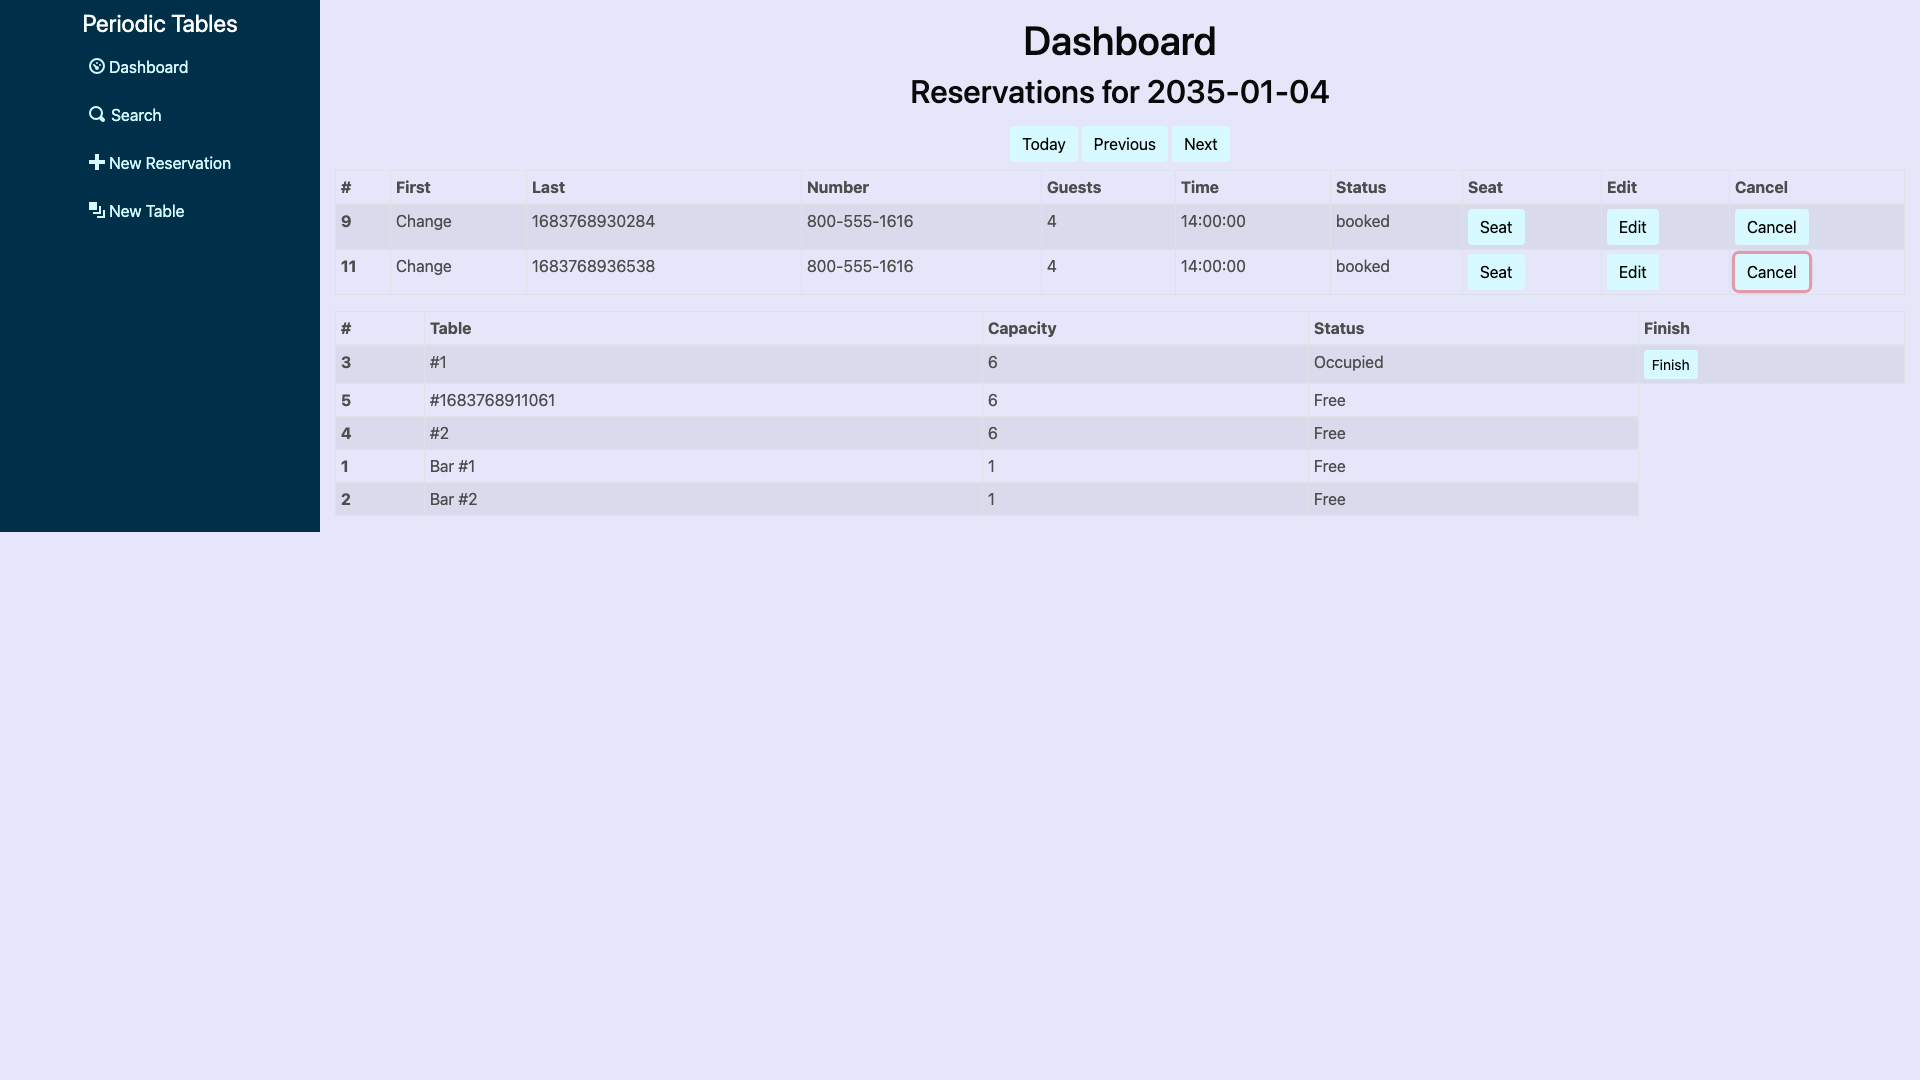 Periodic Tables
Dashboard
Search
New Reservation
New Table
Dashboard
Reservations for 2035-01-04
Today Previous Next
# First Last Number Guests Time Status Seat Edit Cancel
9 Change 1683768930284 800-555-1616 4 14:00:00 booked Seat Edit Cancel
11 Change 1683768936538 800-555-1616 4 14:00:00 booked Seat Edit Cancel
# Table Capacity Status Finish
3 #1 6 Occupied Finish
5 #1683768911061 6 Free
4 #2 6 Free
1 Bar #1 1 Free
2 Bar #2 1 Free